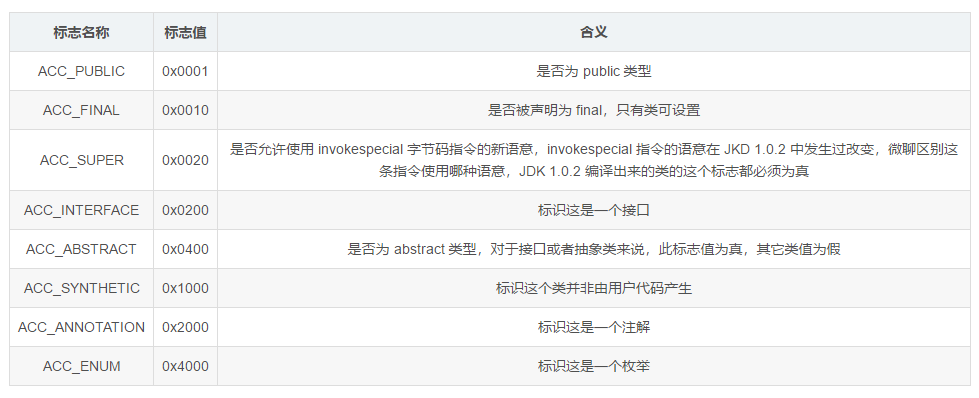 标志名称 标志值 含义
ACC_PUBLIC 0x0001 是否为 public 类型
ACC_FINAL 0x0010 是否被声明为 final，只有类可设置
ACC_SUPER 0x0020 是否允许使用 invokespecial 字节码指令的新语意，invokespecial 指令的语意在 JKD 1.0.2 中发生过改变，微聊区别这
条指令使用哪种语意，JDK 1.0.2 编译出来的类的这个标志都必须为真
ACC_INTERFACE 0x0200 标识这是一个接口
ACC_ABSTRACT 0x0400 是否为 abstract 类型，对于接口或者抽象类来说，此标志值为真，其它类值为假
ACC_SYNTHETIC 0x1000 标识这个类并非由用户代码产生
ACC_ANNOTATION 0x2000 标识这是一个注解
ACC_ENUM 0x4000 标识这是一个枚举